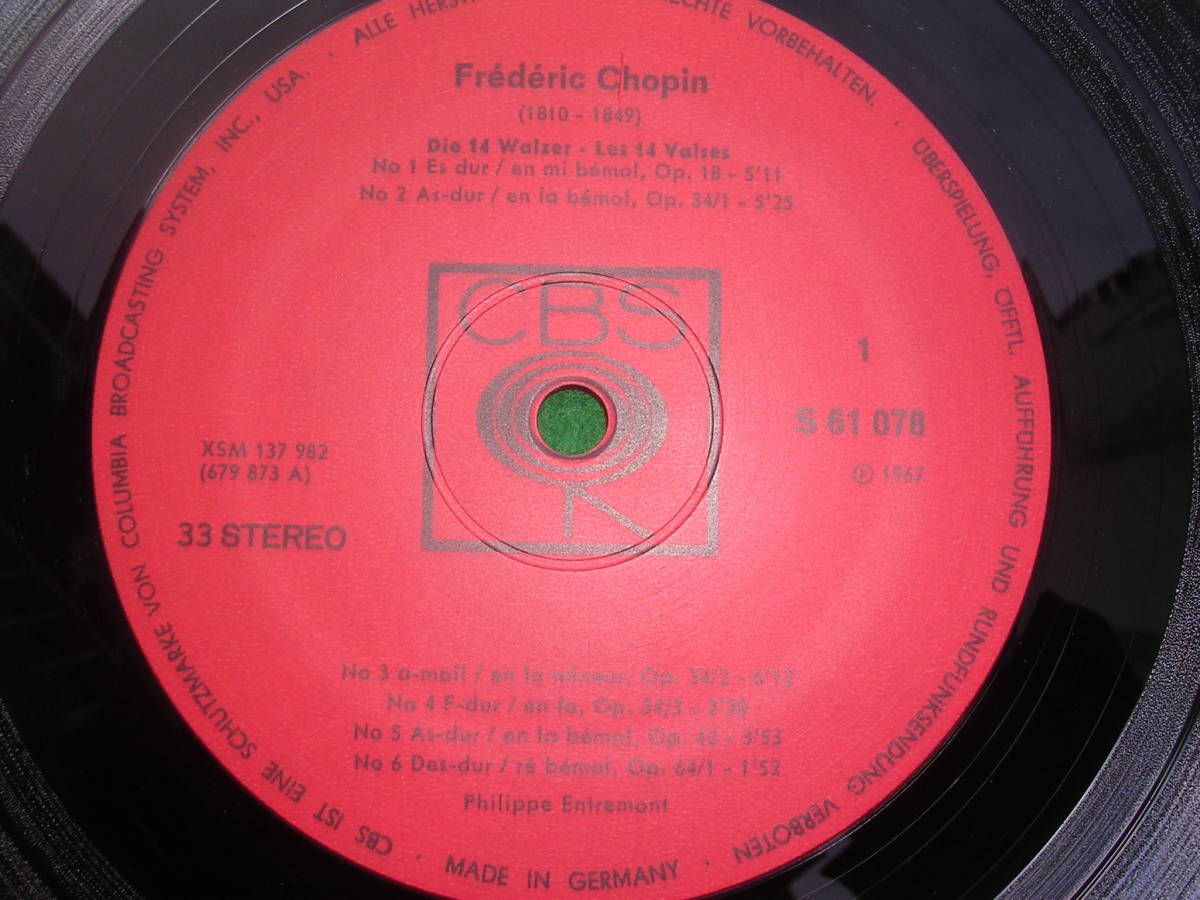 Frédéric Chopin
(1810 - 1849)
Die 14 Walzer - Les 14 Valses
No 1 Es dur / en mi bémol, Op. 18 - 5'11
No 2 As-dur / en la bémol, Op. 34/1 - 5'25
CBS
1
S 61 078
℗ 1967
XSM 137 982
(679 873 A)
33 STEREO
No 3 a-moll / en la mineur, Op. 34/2 - 6'13
No 4 F-dur / en fa, Op. 34/3 - 2'20
No 5 As-dur / en la bémol, Op. 42 - 3'53
No 6 Des-dur / ré bémol, Op. 64/1 - 1'52
Philippe Entremont
CBS IST EINE SCHUTZMARKE VON COLUMBIA BROADCASTING SYSTEM, INC., USA. · ALLE VORBEHALTEN. · ÜBERSPIELUNG, ÖFFTL. AUFFÜHRUNG UND RUNDFUNKSENDUNG VERBOTEN · MADE IN GERMANY ·